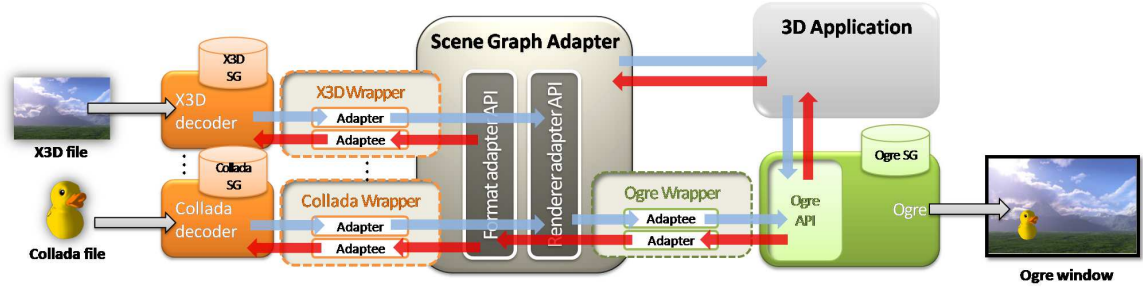 X3D file
Collada file
X3D
SG
X3D
decoder
Collada
SG
Collada
decoder
X3D Wrapper
Adapter
Adaptee
Collada Wrapper
Adapter
Adaptee
Scene Graph Adapter
Format adapter API
Renderer adapter API
Ogre Wrapper
Adaptee
Adapter
3D Application
Ogre SG
Ogre
API
Ogre
Ogre window